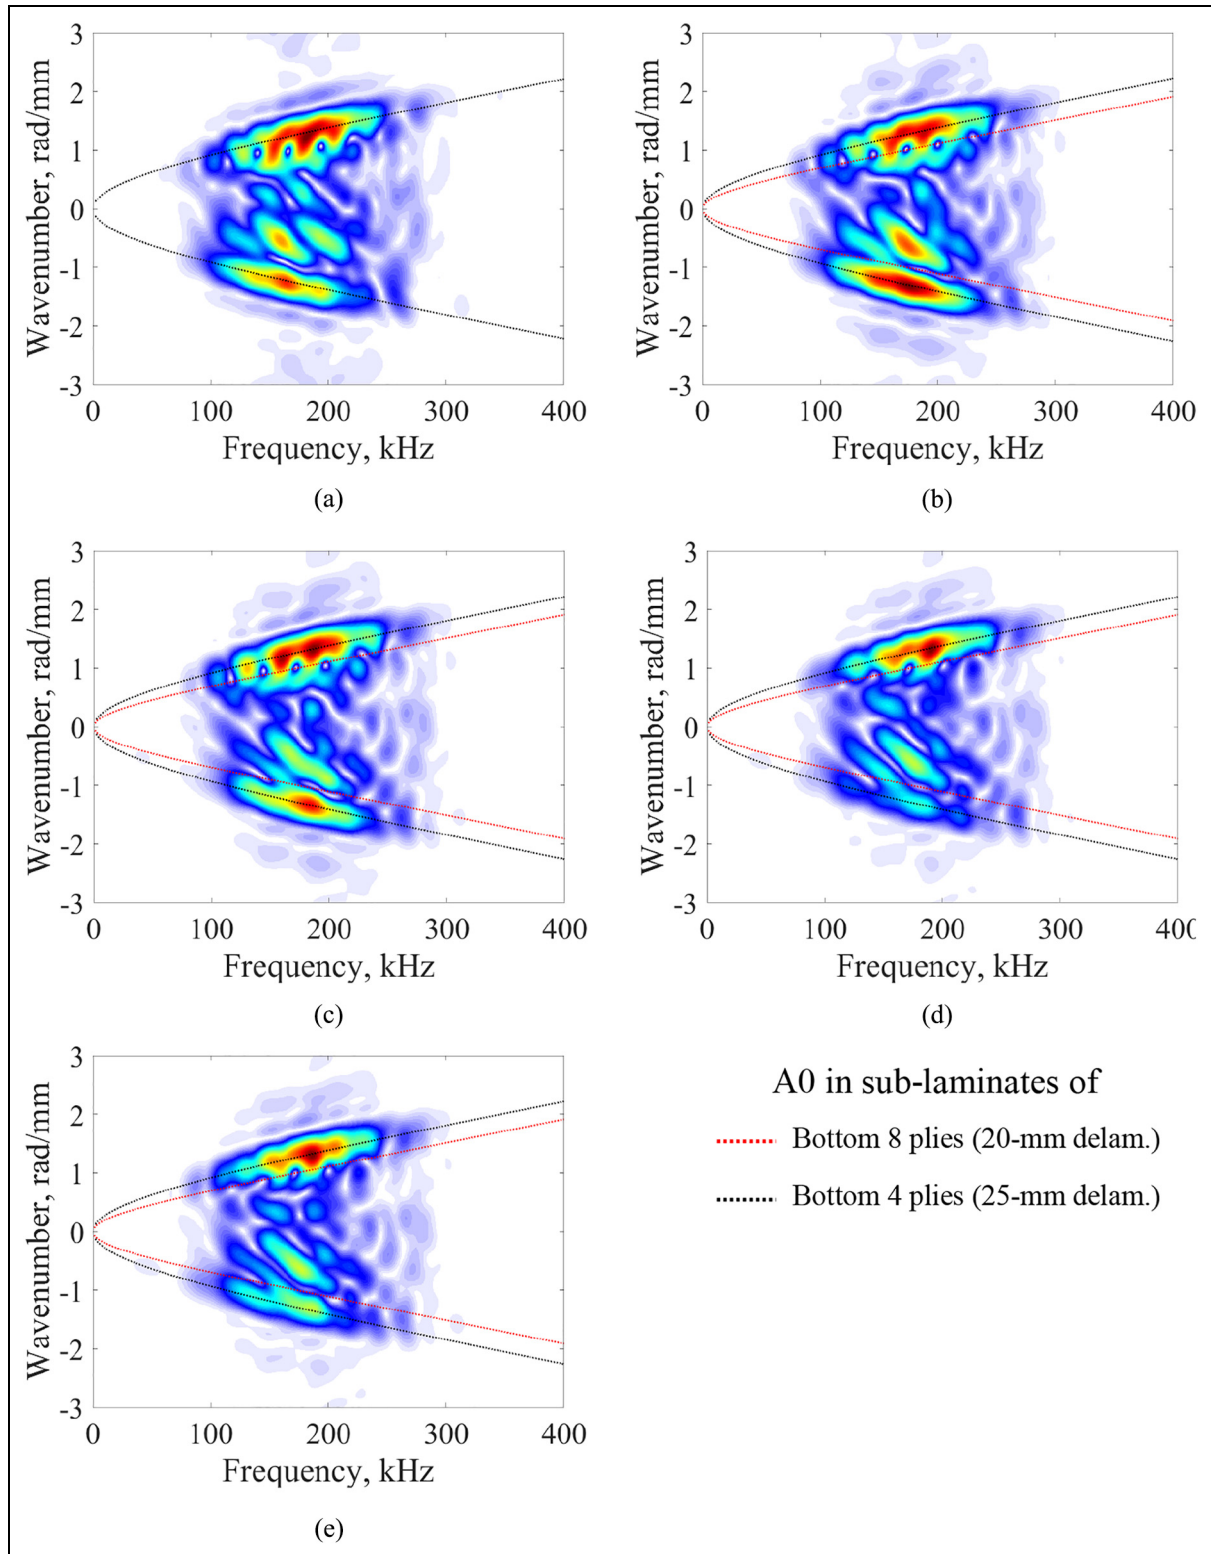 3
2
1
0
-1
-2
-3
Wavenumber, rad/mm
0 100 200 300 400
Frequency, kHz
(a)
3
2
1
0
-1
-2
-3
Wavenumber, rad/mm
0 100 200 300 400
Frequency, kHz
(b)
3
2
1
0
-1
-2
-3
Wavenumber, rad/mm
0 100 200 300 400
Frequency, kHz
(c)
3
2
1
0
-1
-2
-3
Wavenumber, rad/mm
0 100 200 300 400
Frequency, kHz
(d)
3
2
1
0
-1
-2
-3
Wavenumber, rad/mm
0 100 200 300 400
Frequency, kHz
(e)
A0 in sub-laminates of
Bottom 8 plies (20-mm delam.)
Bottom 4 plies (25-mm delam.)